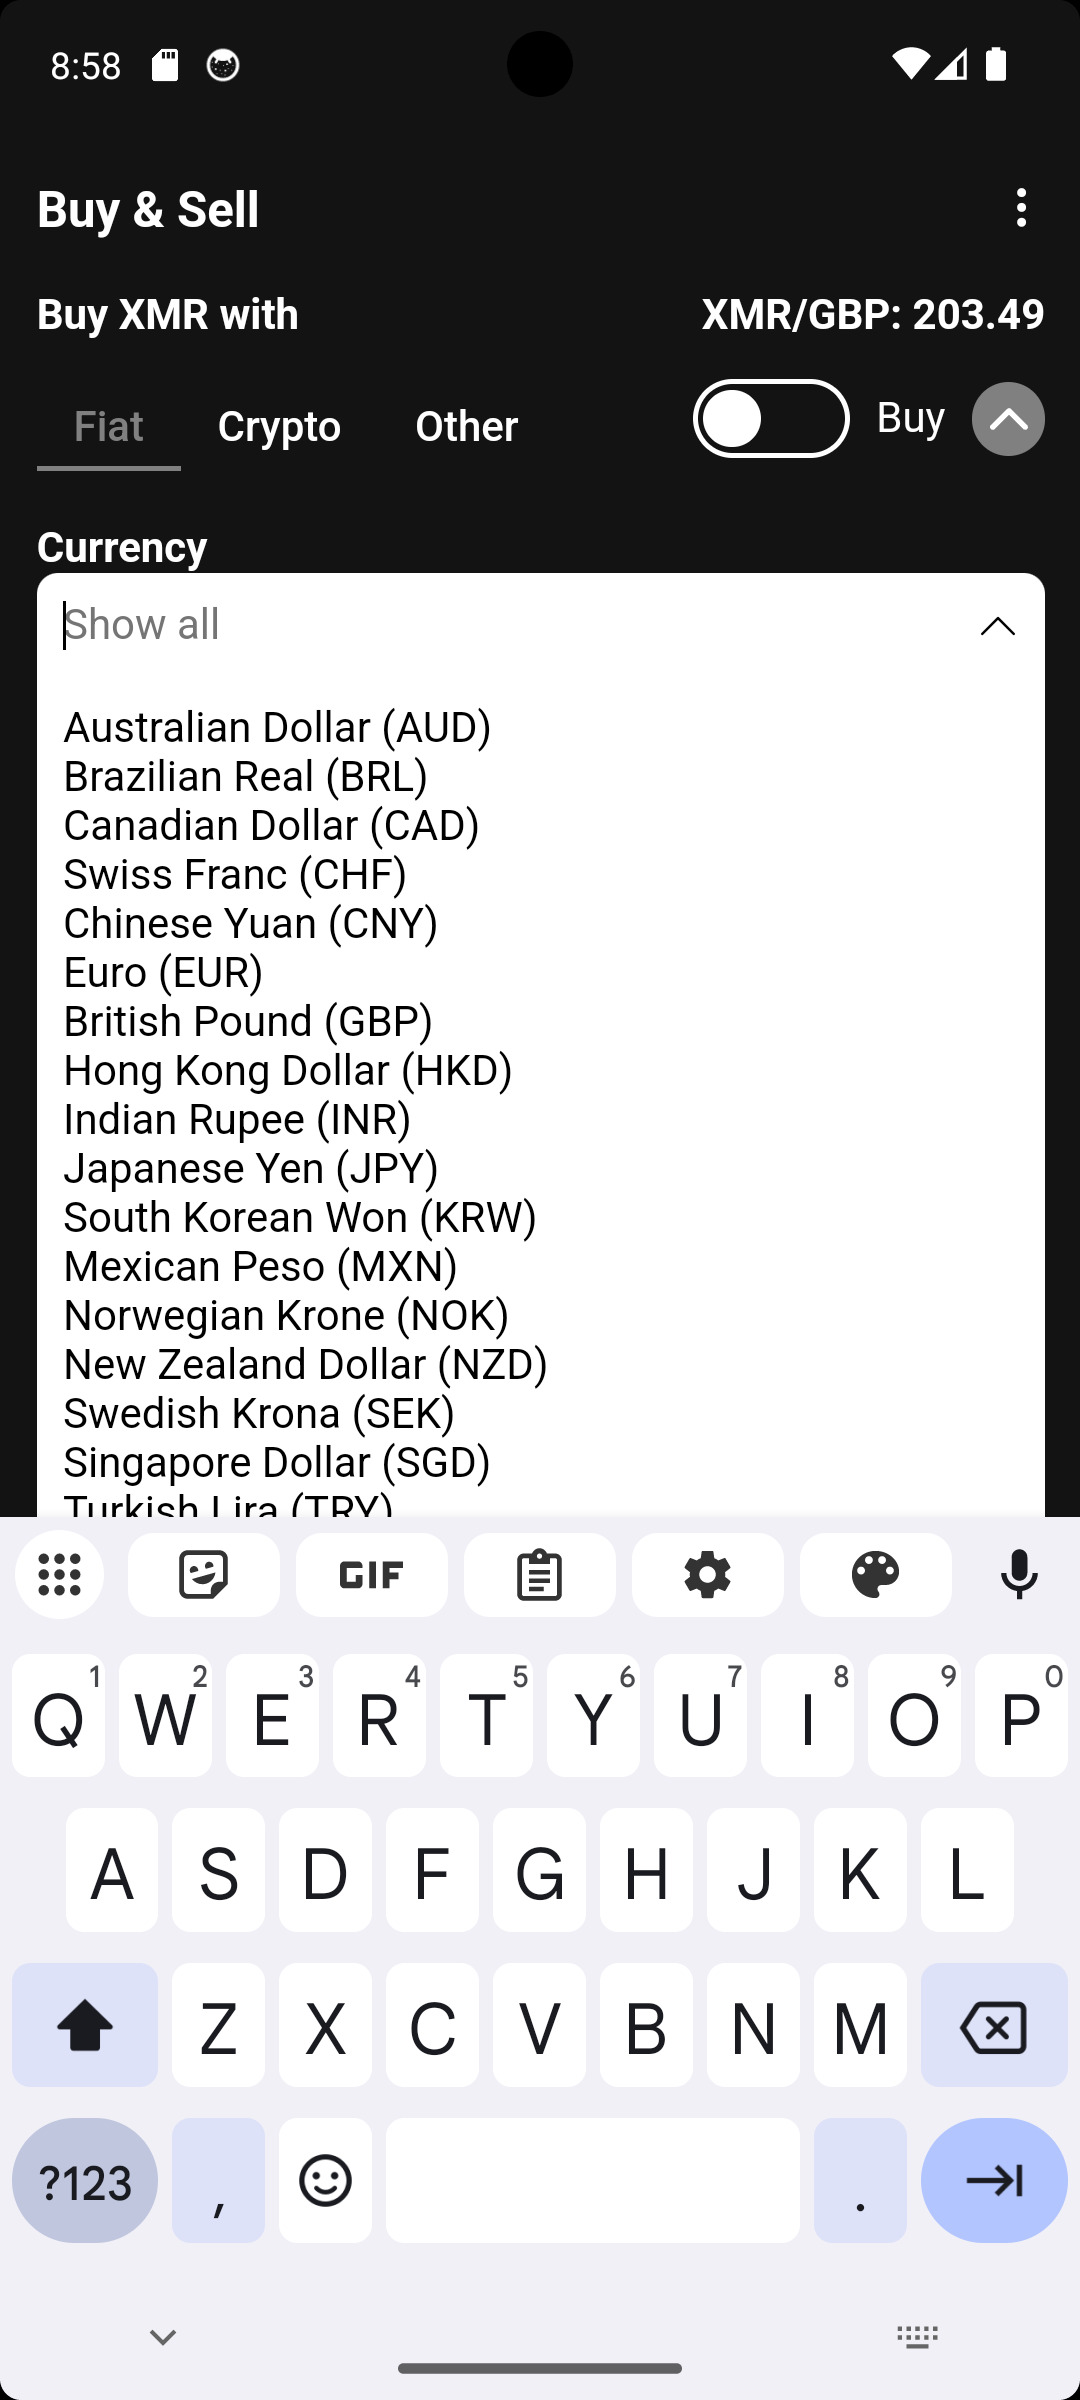 8:58
Buy & Sell
Buy XMR with
XMR/GBP: 203.49
Fiat
Crypto
Other
Buy
Currency
Show all
Australian Dollar (AUD)
Brazilian Real (BRL)
Canadian Dollar (CAD)
Swiss Franc (CHF)
Chinese Yuan (CNY)
Euro (EUR)
British Pound (GBP)
Hong Kong Dollar (HKD)
Indian Rupee (INR)
Japanese Yen (JPY)
South Korean Won (KRW)
Mexican Peso (MXN)
Norwegian Krone (NOK)
New Zealand Dollar (NZD)
Swedish Krona (SEK)
Singapore Dollar (SGD)
Turkish Lira (TRY)
GIF
Q 1 W 2 E 3 R 4 T 5 Y 6 U 7 I 8 O 9 P 0
A S D F G H J K L
Z X C V B N M
?123 , .